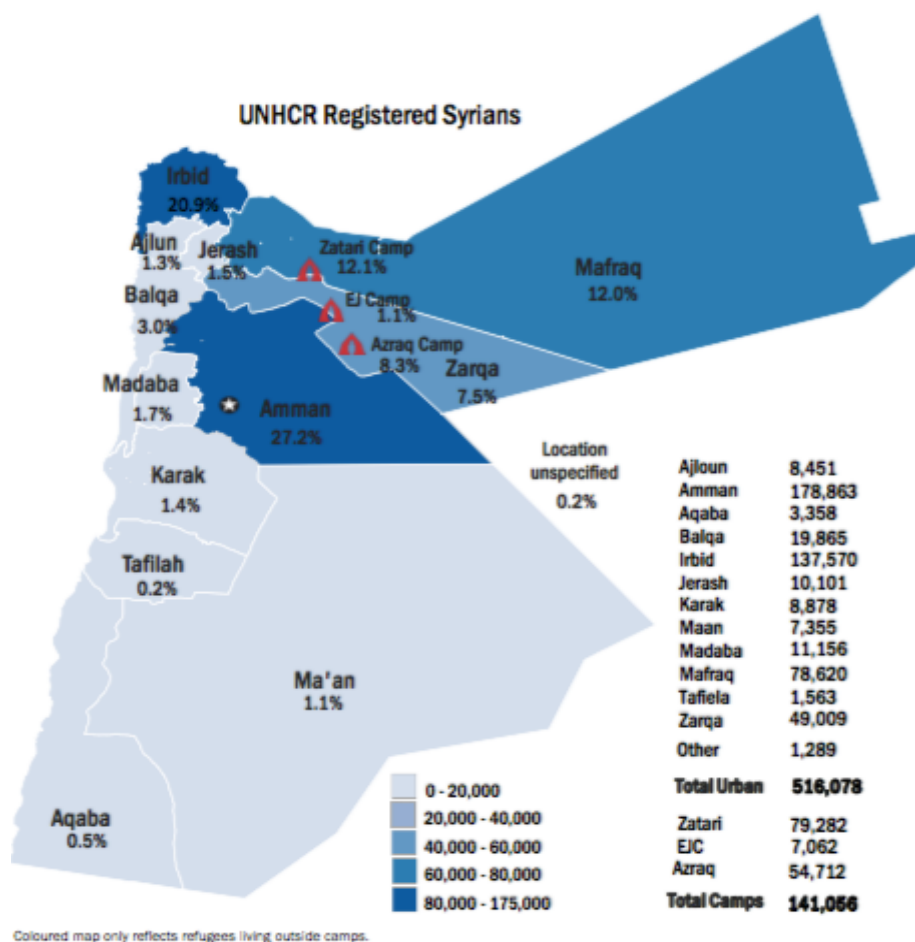 UNHCR Registered Syrians
Irbid
20.9%
Ajlun
1.3%
Jerash
1.5%
Zatari Camp
12.1%
Mafraq
12.0%
Balqa
3.0%
EJ Camp
1.1%
Azraq Camp
8.3%
Zarqa
7.5%
Madaba
1.7%
Amman
27.2%
Location
unspecified
0.2%
Karak
1.4%
Tafilah
0.2%
Ma'an
1.1%
Aqaba
0.5%
0 - 20,000
20,000 - 40,000
40,000 - 60,000
60,000 - 80,000
80,000 - 175,000
Ajloun 8,451
Amman 178,863
Aqaba 3,358
Balqa 19,865
Irbid 137,570
Jerash 10,101
Karak 8,878
Maan 7,355
Madaba 11,156
Mafraq 78,620
Tafiela 1,563
Zarqa 49,009
Other 1,289
Total Urban 516,078
Zatari 79,282
EJC 7,062
Azraq 54,712
Total Camps 141,056
Coloured map only reflects refugees living outside camps.